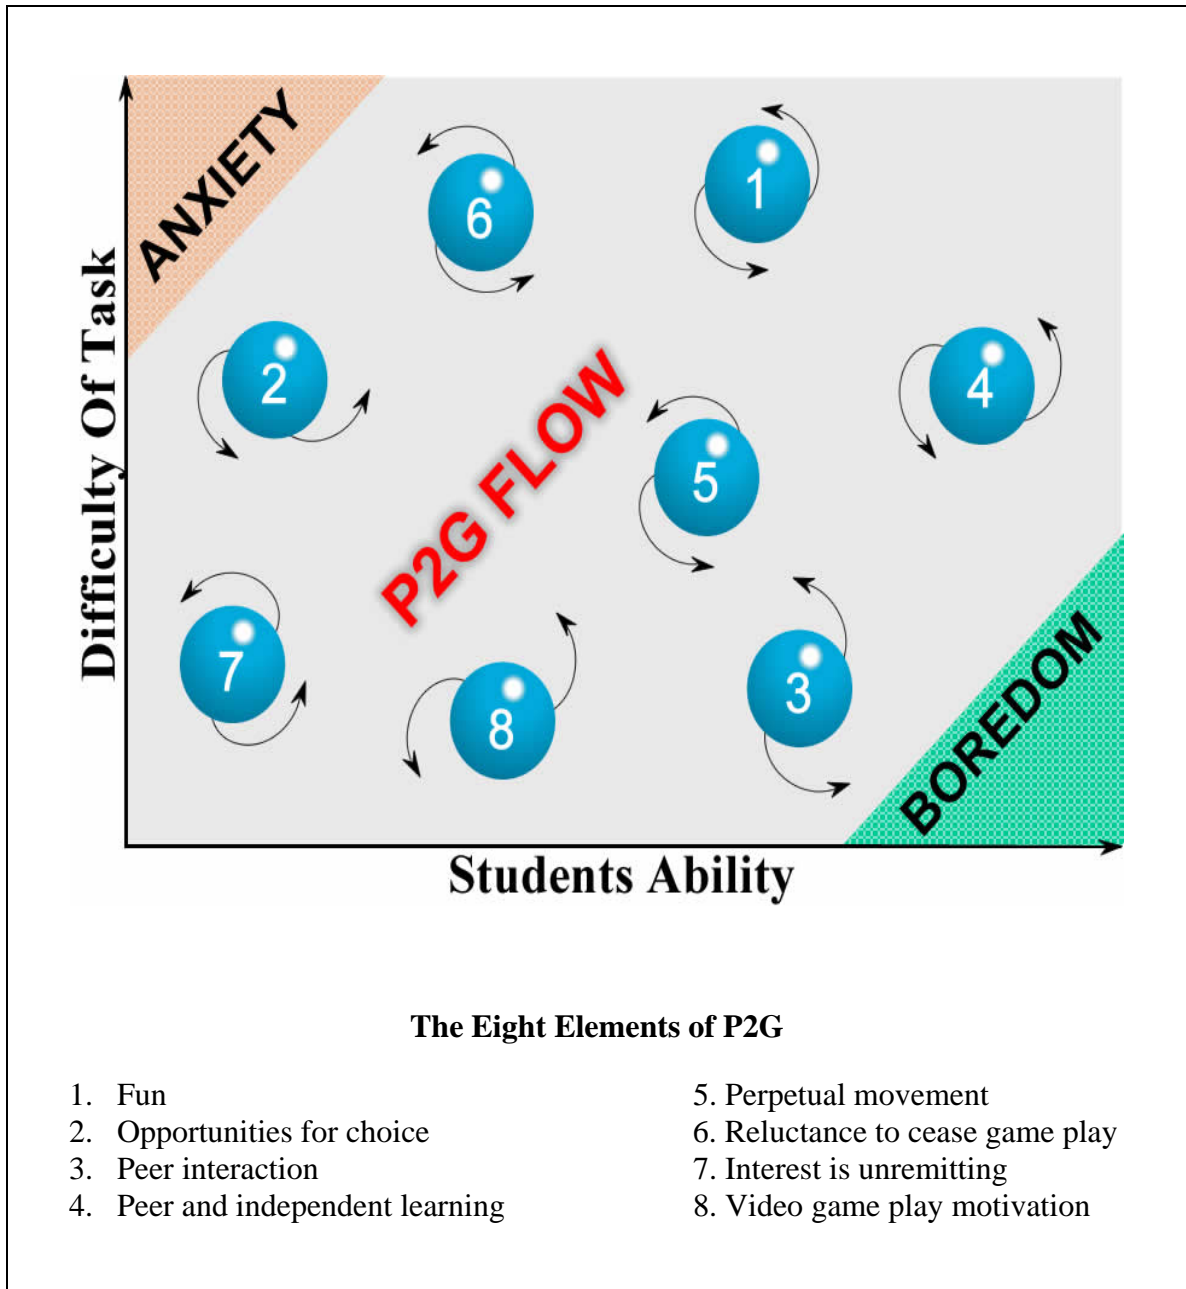 ANXIETY
6
1
2
4
Difficulty Of Task
P2G FLOW
5
7
8
3
BOREDOM
Students Ability
The Eight Elements of P2G
1. Fun
2. Opportunities for choice
3. Peer interaction
4. Peer and independent learning
5. Perpetual movement
6. Reluctance to cease game play
7. Interest is unremitting
8. Video game play motivation